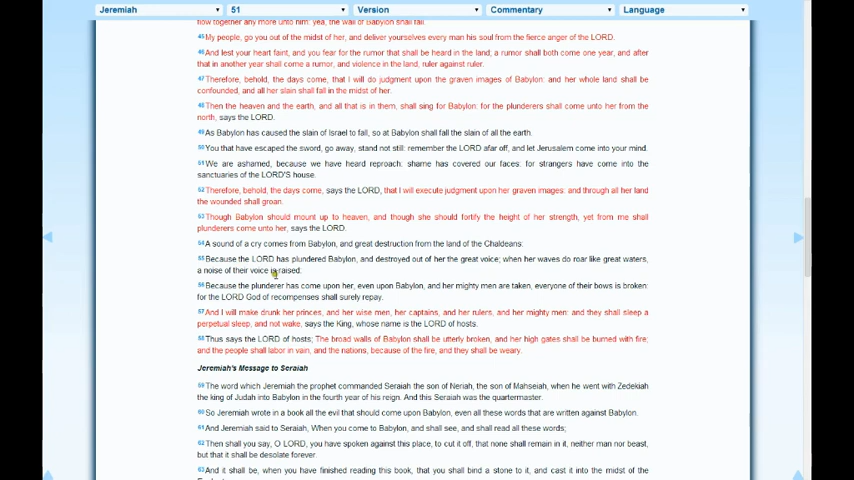 Jeremiah 51 Version Commentary Language
now together any more unto him: yea, the wall of Babylon shall fall.
45 My people, go you out of the midst of her, and deliver yourselves every man his soul from the fierce anger of the LORD.
46 And lest your heart faint, and you fear for the rumor that shall be heard in the land; a rumor shall both come one year, and after
that in another year shall come a rumor, and violence in the land, ruler against ruler.
47 Therefore, behold, the days come, that I will do judgment upon the graven images of Babylon: and her whole land shall be
confounded, and all her slain shall fall in the midst of her.
48 Then the heaven and the earth, and all that is in them, shall sing for Babylon: for the plunderers shall come unto her from the
north, says the LORD.
49 As Babylon has caused the slain of Israel to fall, so at Babylon shall fall the slain of all the earth.
50 You that have escaped the sword, go away, stand not still: remember the LORD afar off, and let Jerusalem come into your mind.
51 We are ashamed, because we have heard reproach: shame has covered our faces: for strangers have come into the
sanctuaries of the LORD'S house.
52 Therefore, behold, the days come, says the LORD, that I will execute judgment upon her graven images: and through all her land
the wounded shall groan.
53 Though Babylon should mount up to heaven, and though she should fortify the height of her strength, yet from me shall
plunderers come unto her, says the LORD.
54 A sound of a cry comes from Babylon, and great destruction from the land of the Chaldeans:
55 Because the LORD has plundered Babylon, and destroyed out of her the great voice; when her waves do roar like great waters,
a noise of their voice is raised:
56 Because the plunderer has come upon her, even upon Babylon, and her mighty men are taken, everyone of their bows is broken:
for the LORD God of recompenses shall surely repay.
57 And I will make drunk her princes, and her wise men, her captains, and her rulers, and her mighty men: and they shall sleep a
perpetual sleep, and not wake, says the King, whose name is the LORD of hosts.
58 Thus says the LORD of hosts; The broad walls of Babylon shall be utterly broken, and her high gates shall be burned with fire;
and the people shall labor in vain, and the nations, because of the fire, and they shall be weary.
Jeremiah's Message to Seraiah
59 The word which Jeremiah the prophet commanded Seraiah the son of Neriah, the son of Mahseiah, when he went with Zedekiah
the king of Judah into Babylon in the fourth year of his reign. And this Seraiah was the quartermaster.
60 So Jeremiah wrote in a book all the evil that should come upon Babylon, even all these words that are written against Babylon.
61 And Jeremiah said to Seraiah, When you come to Babylon, and shall see, and shall read all these words;
62 Then shall you say, O LORD, you have spoken against this place, to cut it off, that none shall remain in it, neither man nor beast,
but that it shall be desolate forever.
63 And it shall be, when you have finished reading this book, that you shall bind a stone to it, and cast it into the midst of the